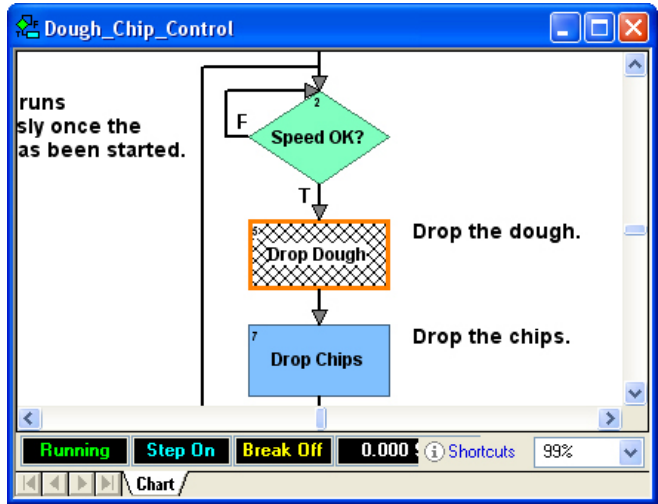 Dough_Chip_Control
runs
sly once the
as been started.
2
Speed OK?
F
T
5
Drop Dough
Drop the dough.
7
Drop Chips
Drop the chips.
Running Step On Break Off 0.000 Shortcuts 99%
Chart